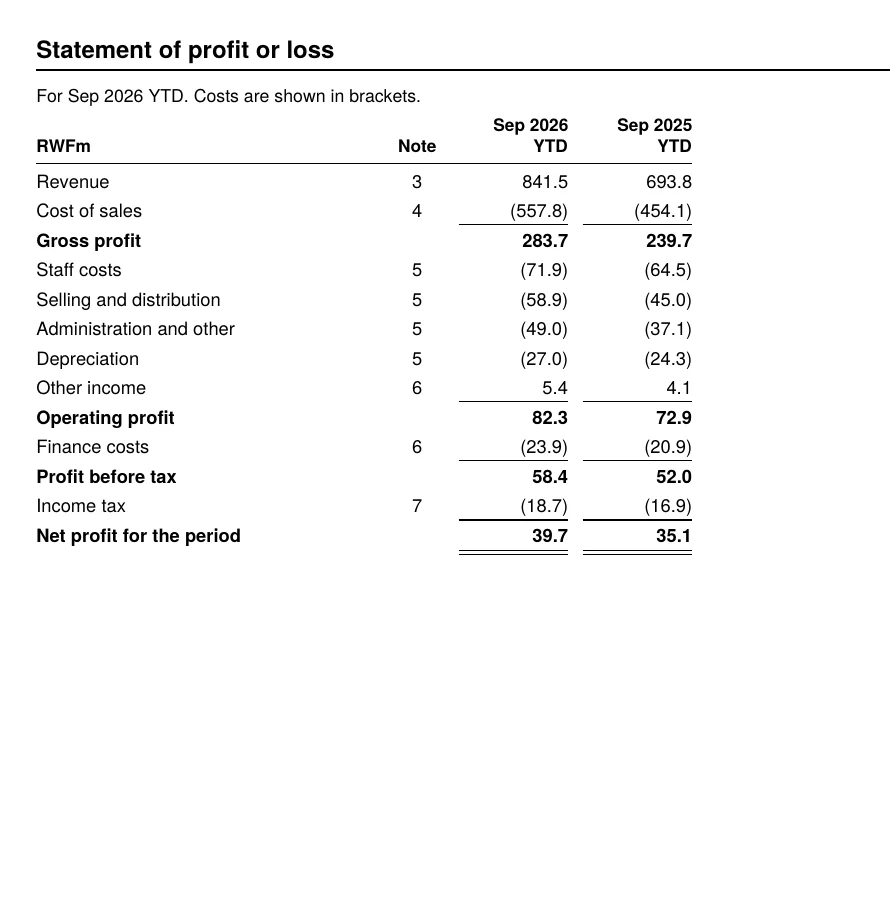 Statement of profit or loss
For Sep 2026 YTD. Costs are shown in brackets.
Sep 2026 Sep 2025
RWFm Note YTD YTD
Revenue 3 841.5 693.8
Cost of sales 4 (557.8) (454.1)
Gross profit 283.7 239.7
Staff costs 5 (71.9) (64.5)
Selling and distribution 5 (58.9) (45.0)
Administration and other 5 (49.0) (37.1)
Depreciation 5 (27.0) (24.3)
Other income 6 5.4 4.1
Operating profit 82.3 72.9
Finance costs 6 (23.9) (20.9)
Profit before tax 58.4 52.0
Income tax 7 (18.7) (16.9)
Net profit for the period 39.7 35.1